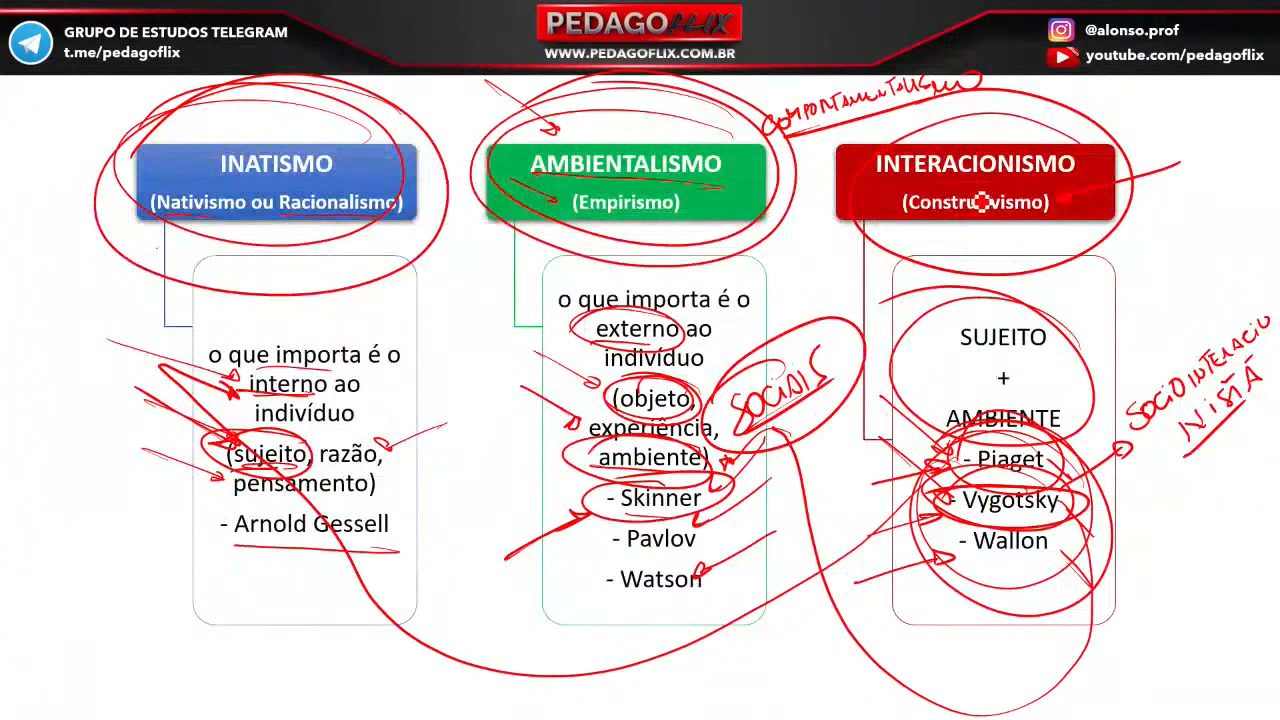 GRUPO DE ESTUDOS TELEGRAM
t.me/pedagoflix
PEDAGOFLIX
WWW.PEDAGOFLIX.COM.BR
@alonso.prof
youtube.com/pedagoflix
COMPORTAMENTALISMO
INATISMO
(Nativismo ou Racionalismo)
o que importa é o
interno ao
indivíduo
(sujeito, razão,
pensamento)
- Arnold Gessell
AMBIENTALISMO
(Empirismo)
o que importa é o
externo ao
indivíduo
(objeto,
experiência,
ambiente)
- Skinner
- Pavlov
- Watson
SOCIAIS
INTERACIONISMO
(Construtivismo)
SUJEITO
+
AMBIENTE
- Piaget
- Vygotsky
- Wallon
SOCIOINTERACIO
NISTA